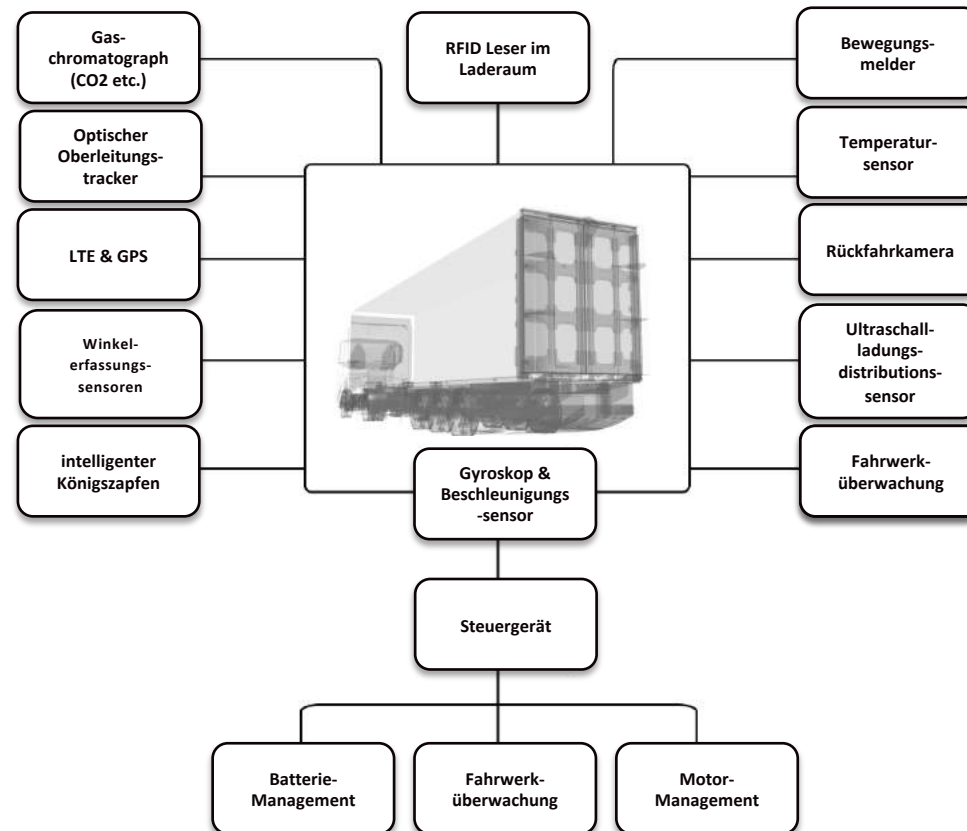 Gas-
chromatograph
(CO2 etc.)
RFID Leser im
Laderaum
Bewegungs-
melder
Optischer
Oberleitungs-
tracker
Temperatur-
sensor
LTE & GPS
Rückfahrkamera
Winkel-
erfassungs-
sensoren
Ultraschall-
ladungs-
distributions-
sensor
intelligenter
Königszapfen
Gyroskop &
Beschleunigungs
-sensor
Fahrwerk-
überwachung
Steuergerät
Batterie-
Management
Fahrwerk-
überwachung
Motor-
Management